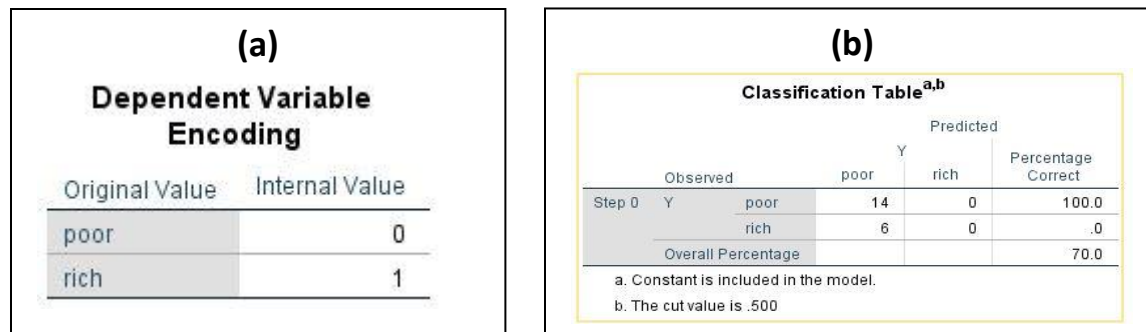 (a)
Dependent Variable
Encoding
Original Value Internal Value
poor 0
rich 1
(b)
Classification Tablea,b
Predicted
Y Percentage
Observed poor rich Correct
Step 0 Y poor 14 0 100.0
rich 6 0 .0
Overall Percentage 70.0
a. Constant is included in the model.
b. The cut value is .500